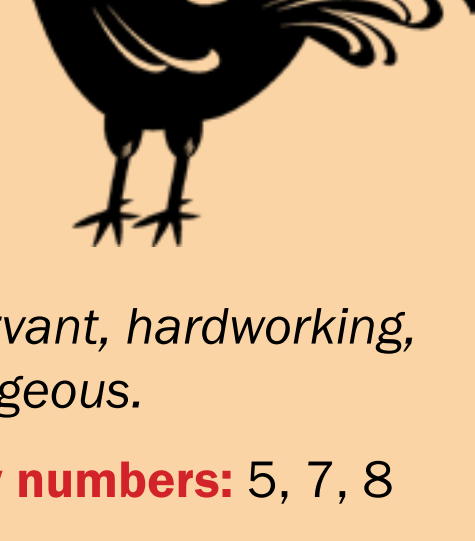 vant, hardworking,
geous.
numbers: 5, 7, 8